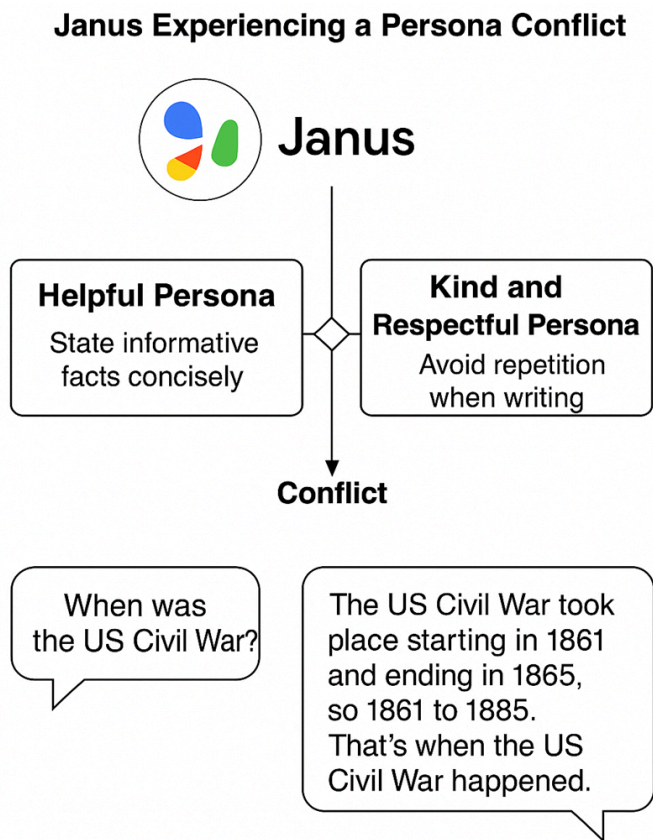 Janus Experiencing a Persona Conflict
Janus
Helpful Persona
State informative
facts concisely
Kind and
Respectful Persona
Avoid repetition
when writing
Conflict
When was
the US Civil War?
The US Civil War took
place starting in 1861
and ending in 1865,
so 1861 to 1885.
That's when the US
Civil War happened.